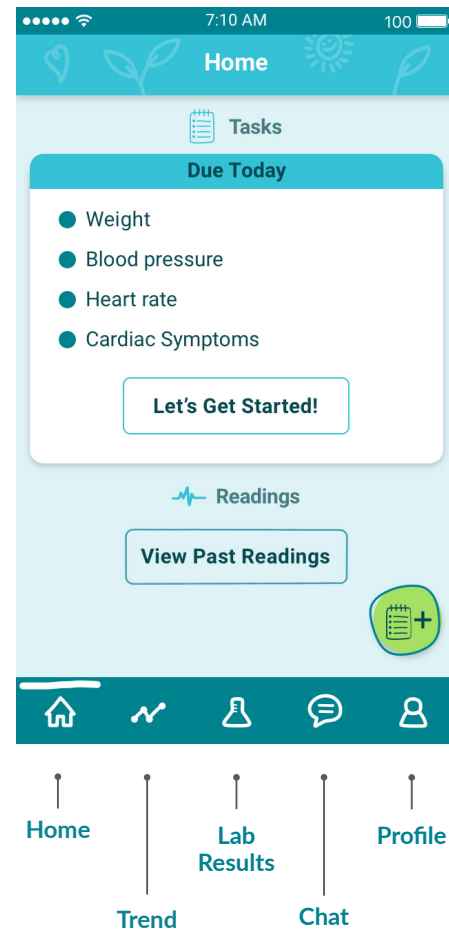 7:10 AM
100
Home
Tasks
Due Today
Weight
Blood pressure
Heart rate
Cardiac Symptoms
Let's Get Started!
Readings
View Past Readings
+
Home
Trend
Lab
Results
Chat
Profile